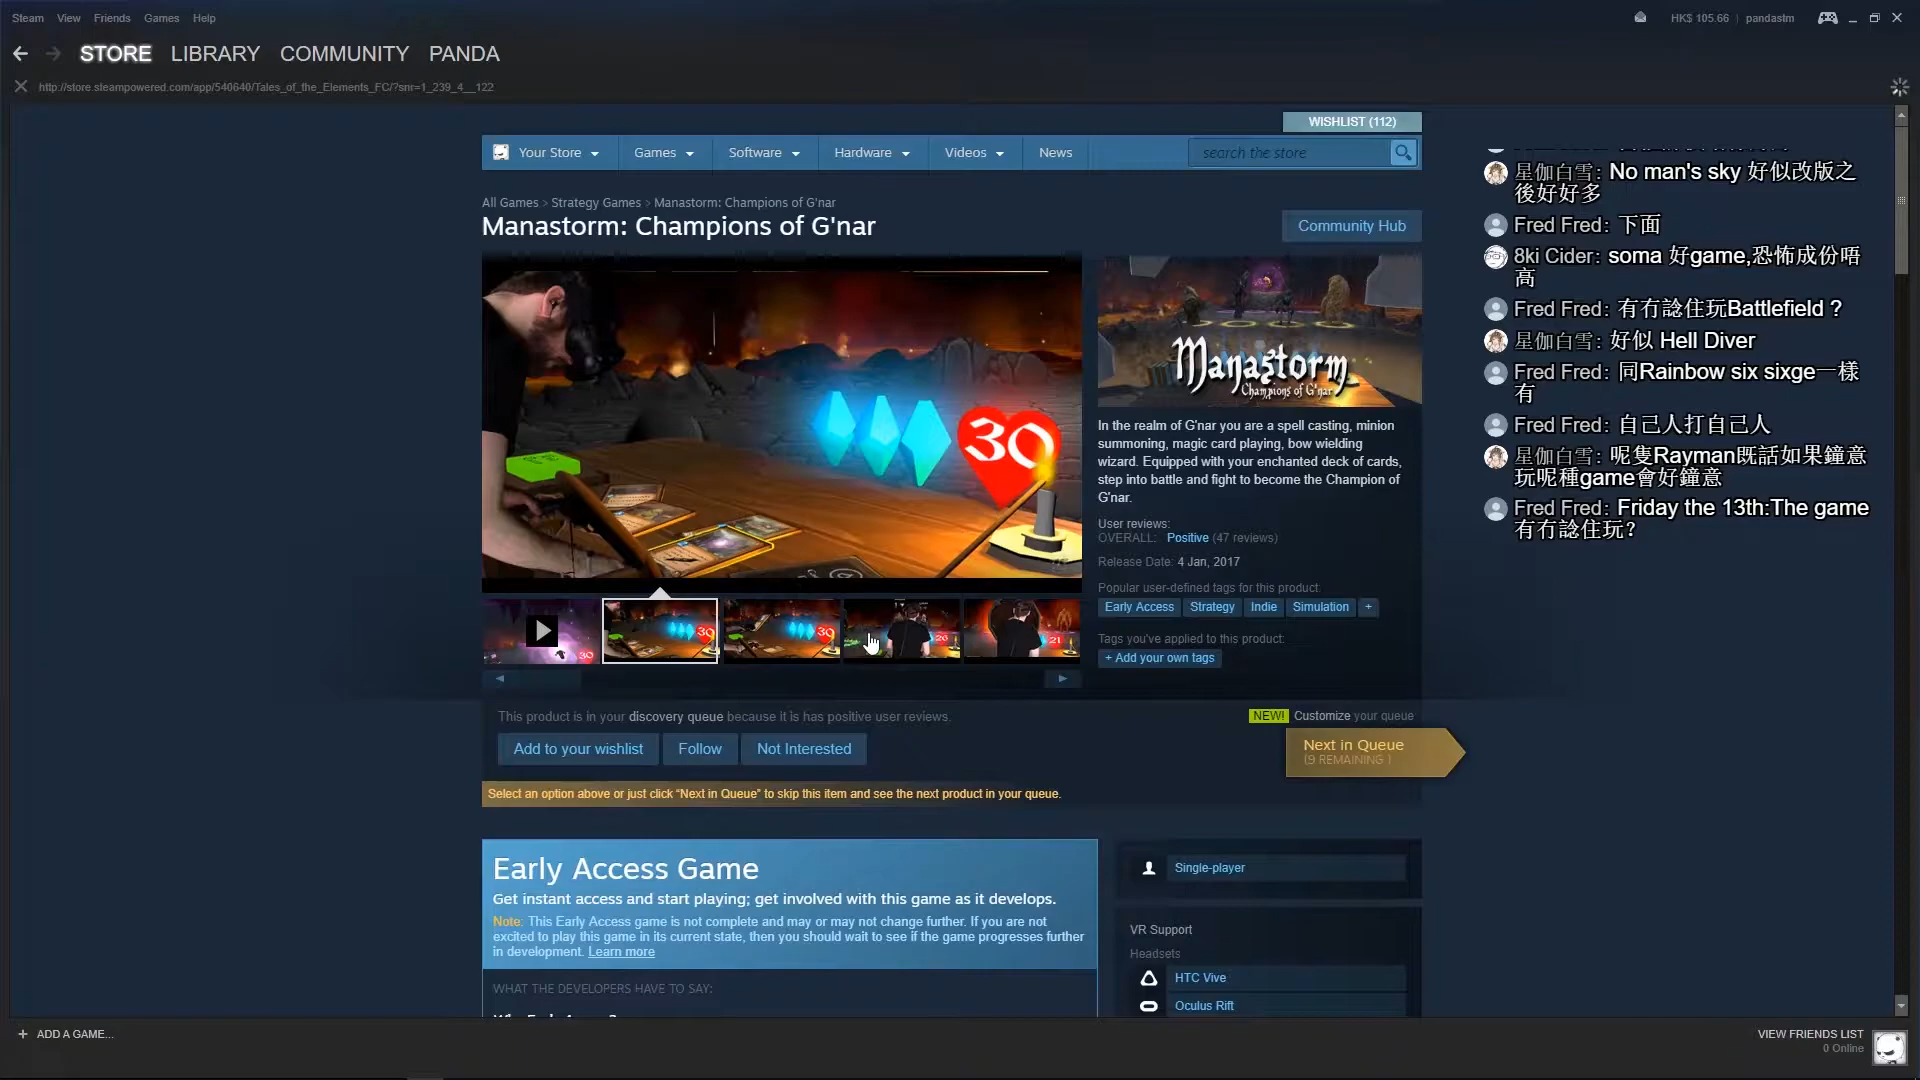 Steam View Friends Games Help
HK$ 105.66 | pandastm
STORE LIBRARY COMMUNITY PANDA
http://store.steampowered.com/app/540640/Tales_of_the_Elements_FC/?snr=1_239_4__122
WISHLIST (112)
Your Store Games Software Hardware Videos News
search the store
All Games > Strategy Games > Manastorm: Champions of G'nar
Manastorm: Champions of G'nar
Community Hub
30
Manastorm
Champions of G'nar
In the realm of G'nar you are a spell casting, minion
summoning, magic card playing, bow wielding
wizard. Equipped with your enchanted deck of cards,
step into battle and fight to become the Champion of
G'nar.
User reviews:
OVERALL: Positive (47 reviews)
Release Date: 4 Jan, 2017
Popular user-defined tags for this product:
Early Access Strategy Indie Simulation +
Tags you've applied to this product:
+ Add your own tags
30 30 30 26 21
This product is in your discovery queue because it is has positive user reviews.
NEW! Customize your queue
Add to your wishlist Follow Not Interested
Next in Queue
(9 REMAINING )
Select an option above or just click “Next in Queue” to skip this item and see the next product in your queue.
Early Access Game
Get instant access and start playing; get involved with this game as it develops.
Note: This Early Access game is not complete and may or may not change further. If you are not
excited to play this game in its current state, then you should wait to see if the game progresses further
in development. Learn more
WHAT THE DEVELOPERS HAVE TO SAY:
Single-player
VR Support
Headsets
HTC Vive
Oculus Rift
星伽白雪: No man's sky 好似改版之
後好好多
Fred Fred: 下面
8ki Cider: soma 好game,恐怖成份唔
高
Fred Fred: 有冇諗住玩Battlefield ?
星伽白雪: 好似 Hell Diver
Fred Fred: 同Rainbow six sixge一樣
有
Fred Fred: 自己人打自己人
星伽白雪: 呢隻Rayman既話如果鐘意
玩呢種game會好鐘意
Fred Fred: Friday the 13th:The game
有冇諗住玩?
+ ADD A GAME...
VIEW FRIENDS LIST
0 Online